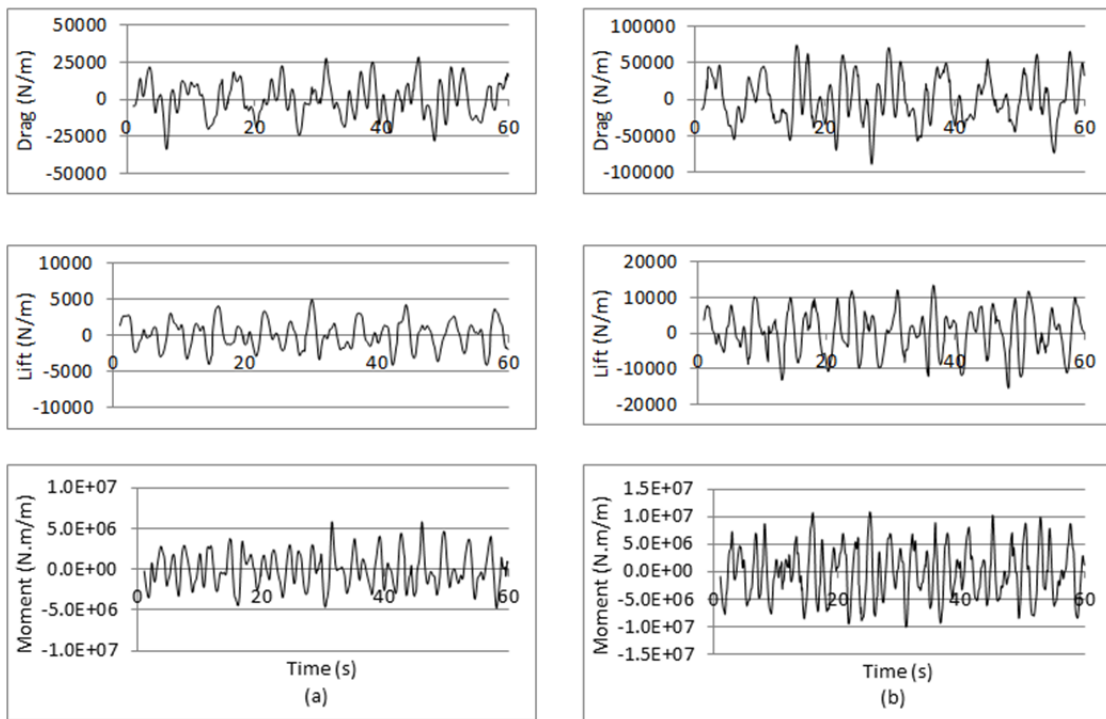 Drag (N/m)
50000
25000
0
-25000
-50000
0
20
40
60
Drag (N/m)
100000
50000
0
-50000
-100000
0
20
40
60
Lift (N/m)
10000
5000
0
-5000
-10000
0
20
40
60
Lift (N/m)
20000
10000
0
-10000
-20000
0
20
40
60
Moment (N.m/m)
1.0E+07
5.0E+06
0.0E+00
-5.0E+06
-1.0E+07
0
20
40
60
Time (s)
(a)
Moment (N.m/m)
1.5E+07
1.0E+07
5.0E+06
0.0E+00
-5.0E+06
-1.0E+07
-1.5E+07
0
20
40
60
Time (s)
(b)